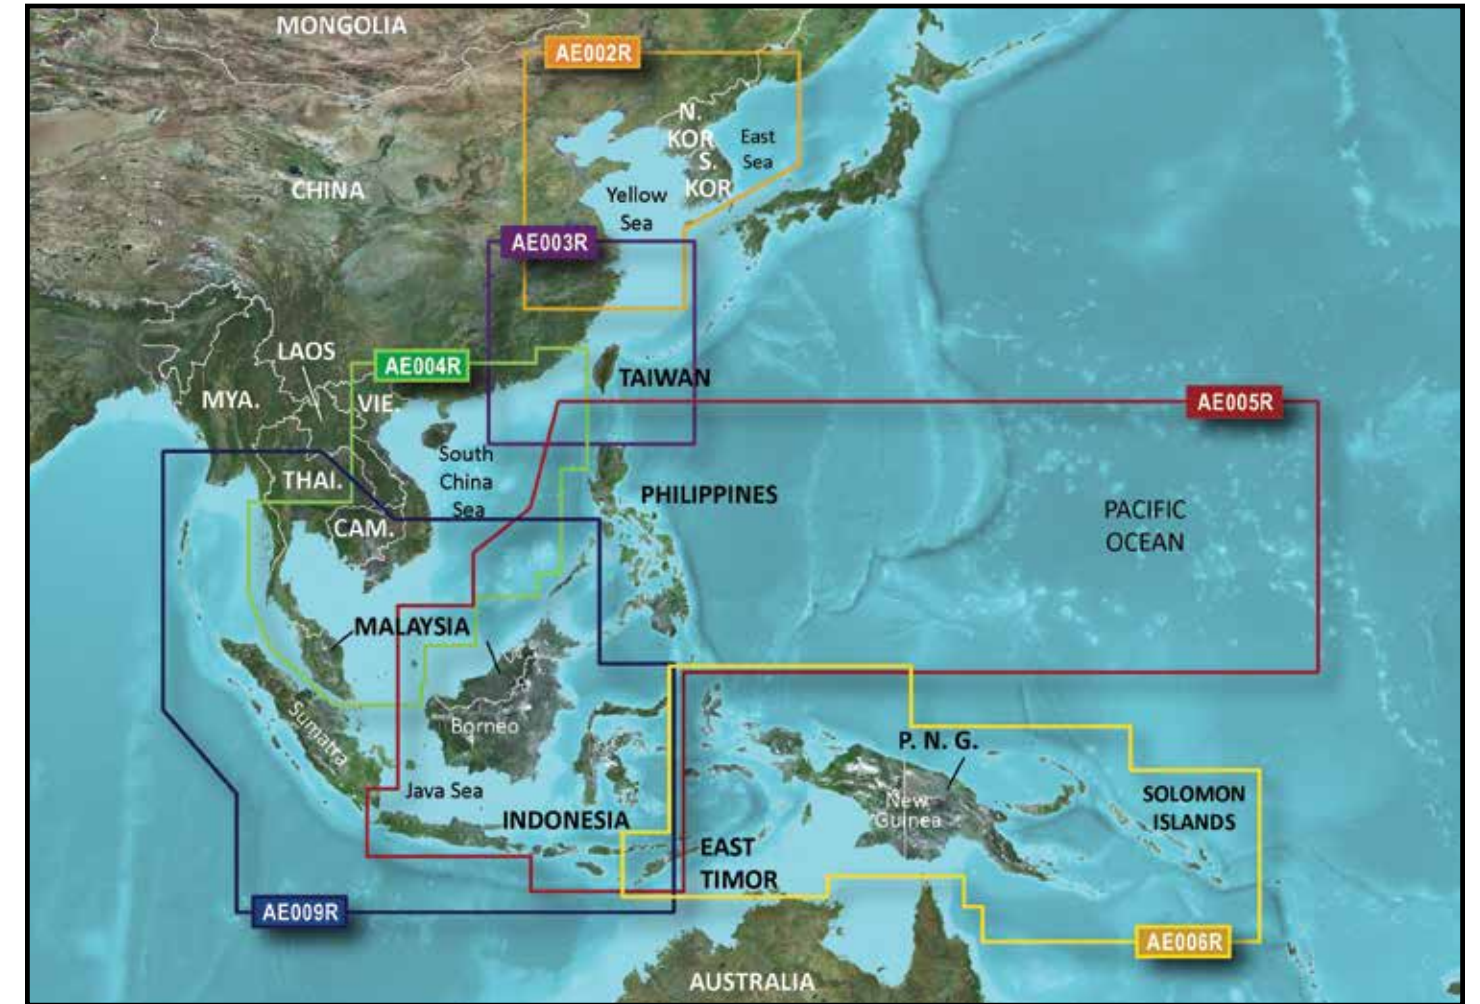 MONGOLIA
AE002R
N.
KOR
S.
KOR
East
Sea
CHINA
Yellow
Sea
AE003R
LAOS
AE004R
TAIWAN
MYA.
VIE.
AE005R
South
China
Sea
THAI.
PHILIPPINES
CAM.
PACIFIC
OCEAN
MALAYSIA
Sumatra
Borneo
P. N. G.
Java Sea
INDONESIA
New
Guinea
SOLOMON
ISLANDS
EAST
TIMOR
AE009R
AE006R
AUSTRALIA